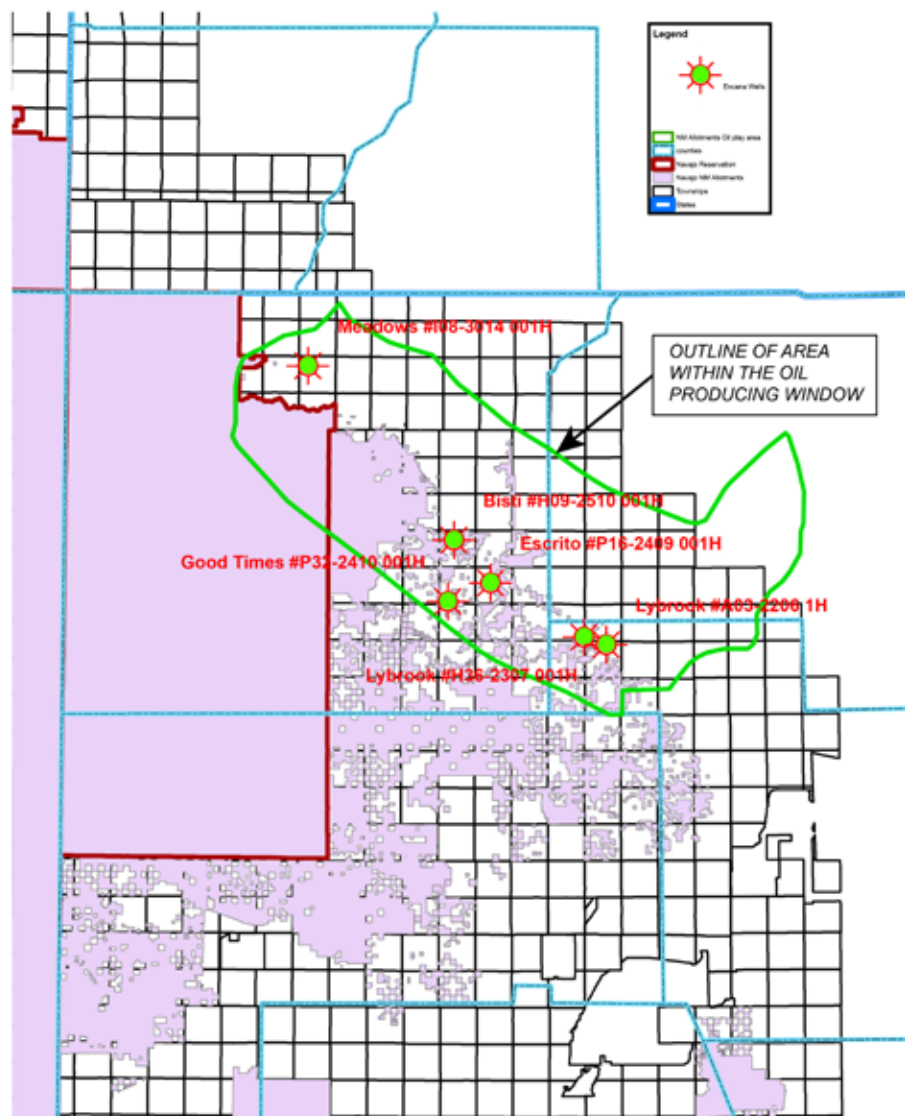 Legend
Encana Wells
NM Allotments Oil play area
counties
Navajo Reservation
Navajo NM Allotments
Townships
States
Meadows #I08-3014 001H
OUTLINE OF AREA
WITHIN THE OIL
PRODUCING WINDOW
Bisti #H09-2510 001H
Escrito #P16-2409 001H
Good Times #P32-2410 001H
Lybrook #A03-2206 1H
Lybrook #H36-2307 001H